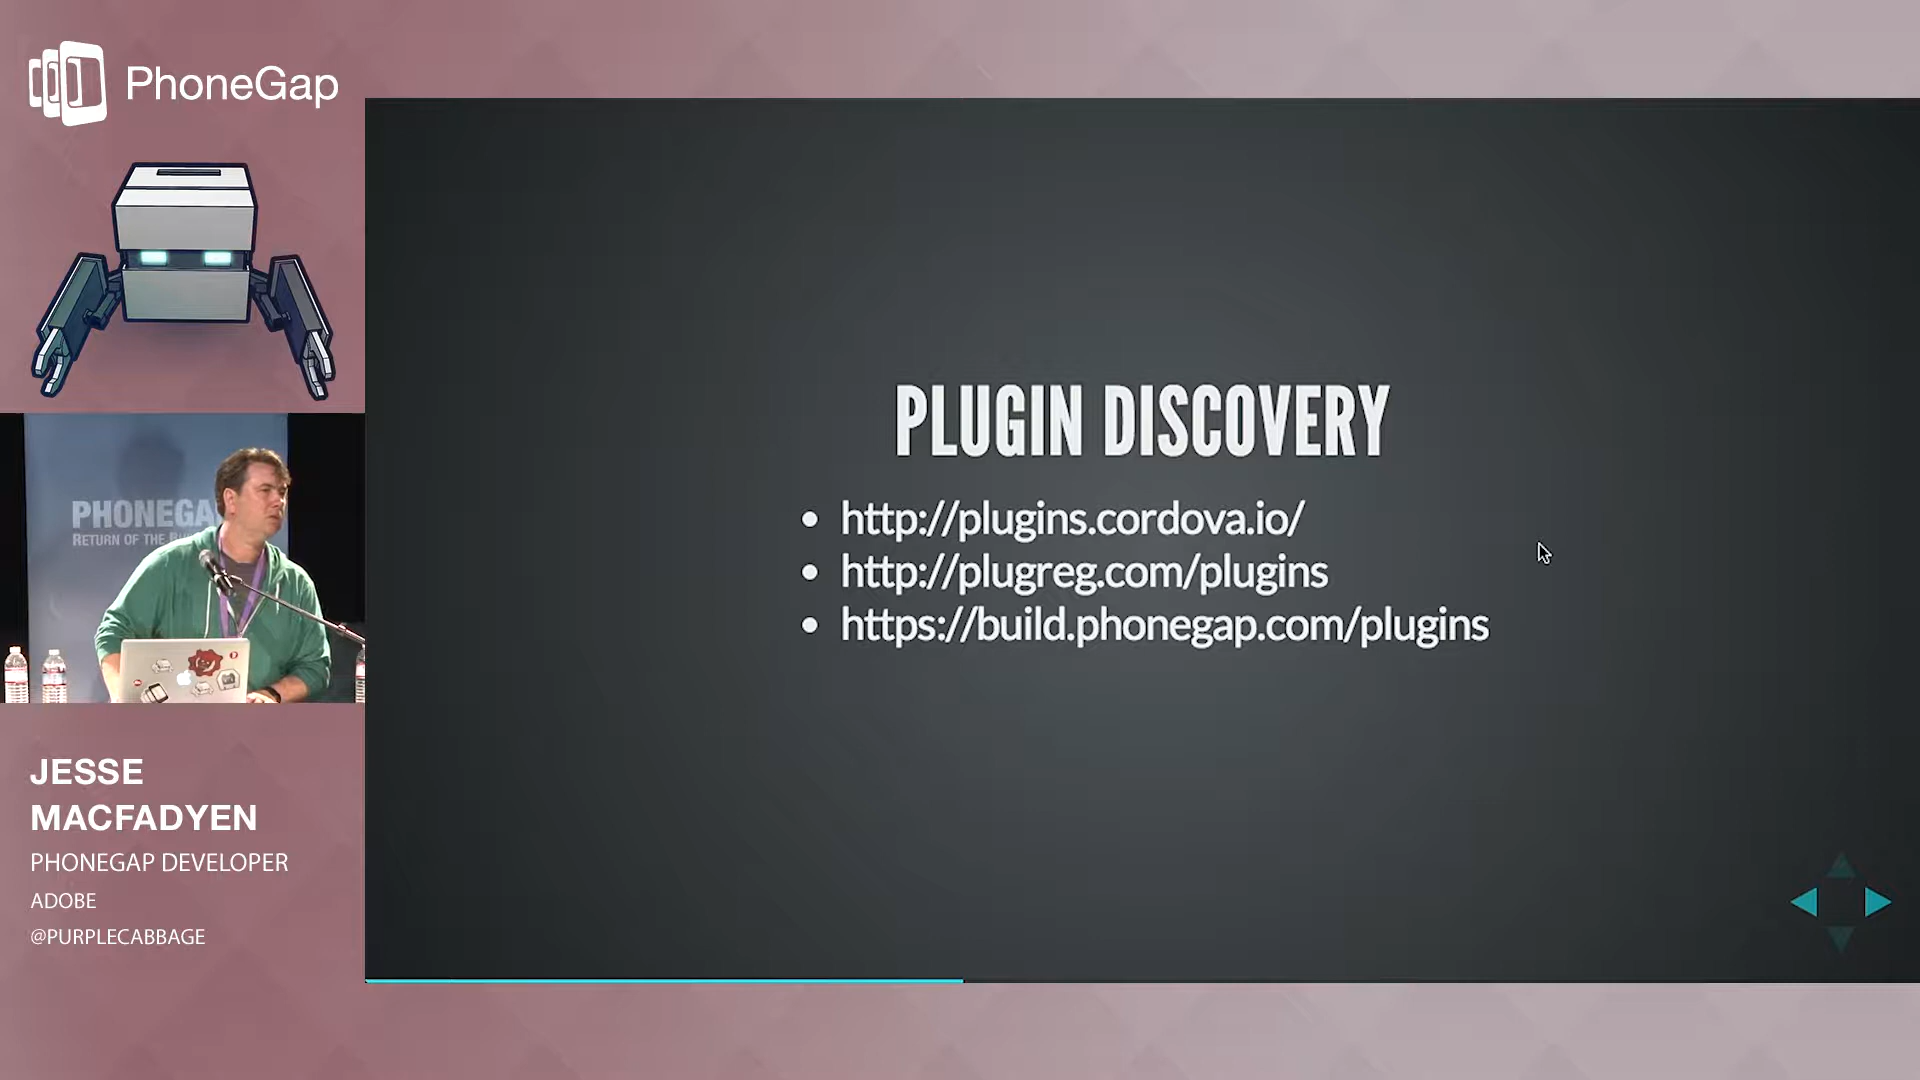 PhoneGap
PLUGIN DISCOVERY
http://plugins.cordova.io/
http://plugreg.com/plugins
https://build.phonegap.com/plugins
PHONEGA
RETURN OF THE
JESSE
MACFADYEN
PHONEGAP DEVELOPER
ADOBE
@PURPLECABBAGE